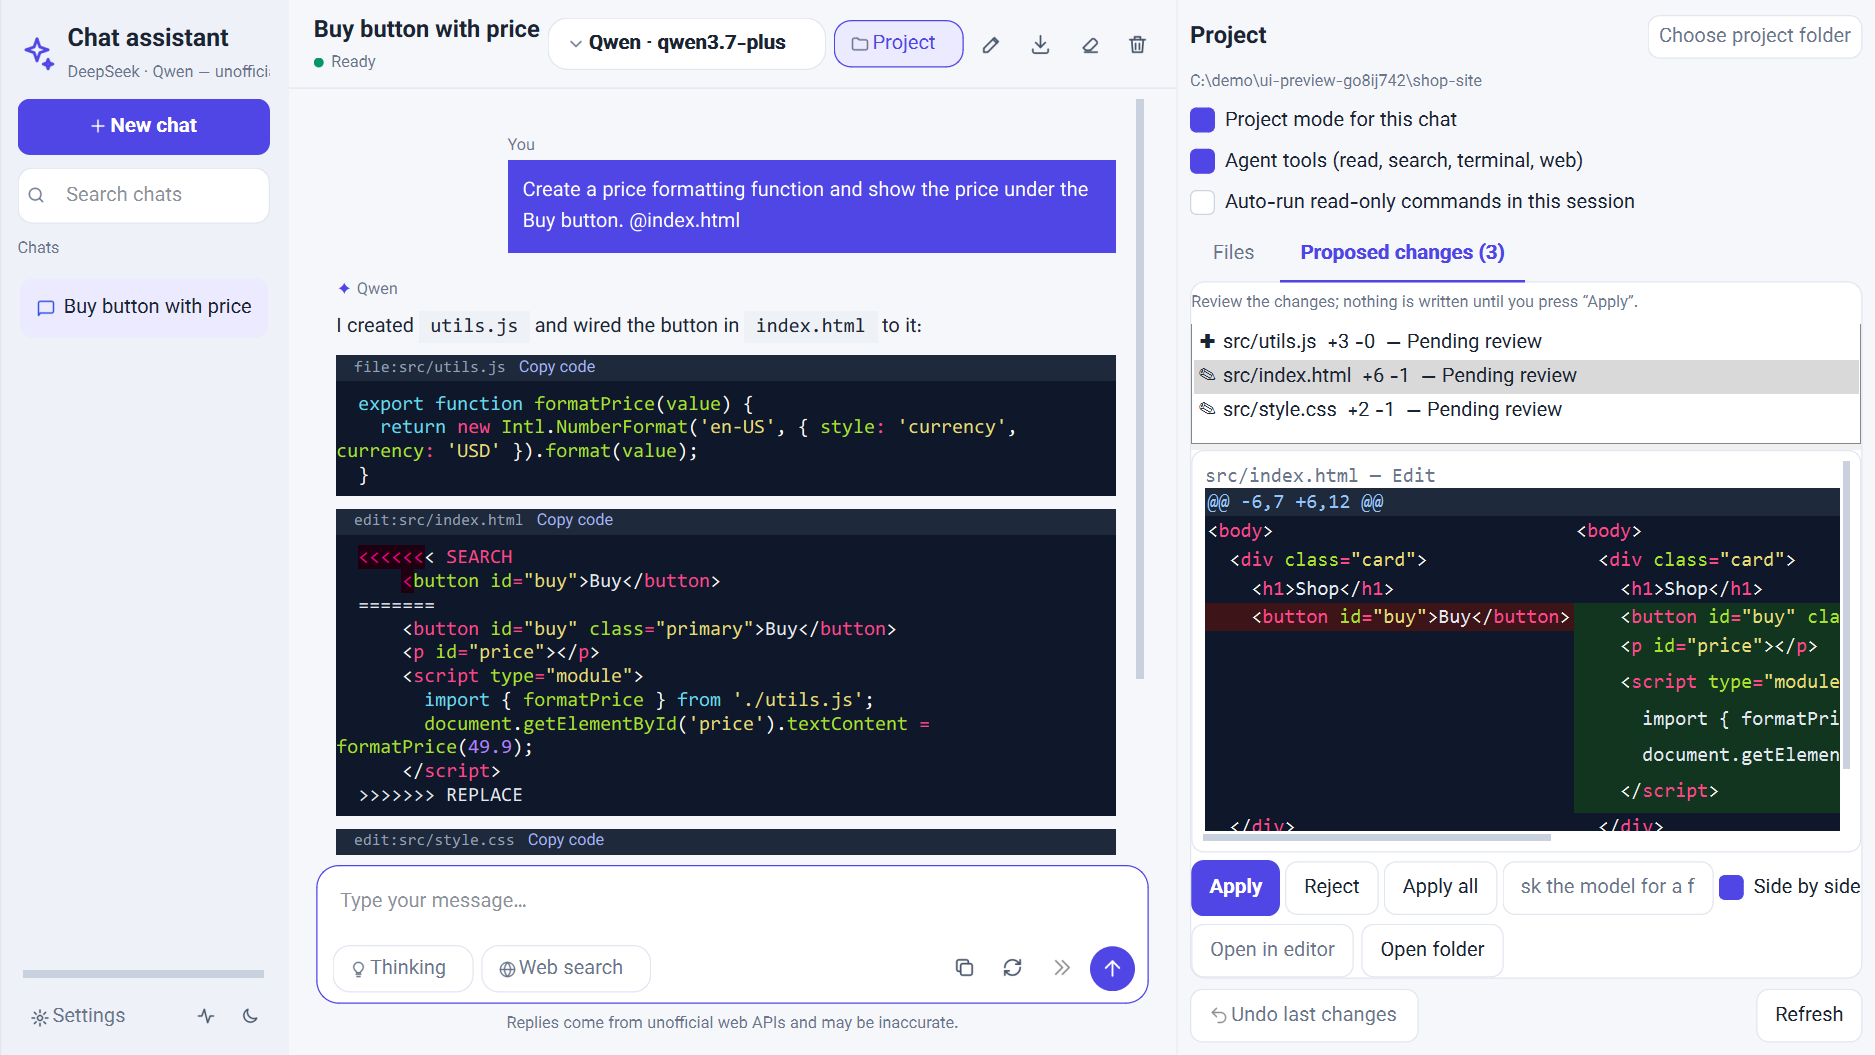 Chat assistant
DeepSeek · Qwen — unoffici
+ New chat
Search chats
Chats
Buy button with price
Settings
Buy button with price
Ready
Qwen · qwen3.7-plus
Project
You
Create a price formatting function and show the price under the
Buy button. @index.html
Qwen
I created utils.js and wired the button in index.html to it:
file:src/utils.js Copy code
export function formatPrice(value) {
  return new Intl.NumberFormat('en-US', { style: 'currency',
currency: 'USD' }).format(value);
}
edit:src/index.html Copy code
<<<<<<< SEARCH
    <button id="buy">Buy</button>
=======
    <button id="buy" class="primary">Buy</button>
    <p id="price"></p>
    <script type="module">
      import { formatPrice } from './utils.js';
      document.getElementById('price').textContent =
formatPrice(49.9);
    </script>
>>>>>>> REPLACE
edit:src/style.css Copy code
Type your message…
Thinking
Web search
Replies come from unofficial web APIs and may be inaccurate.
Project
Choose project folder
C:\demo\ui-preview-go8ij742\shop-site
Project mode for this chat
Agent tools (read, search, terminal, web)
Auto-run read-only commands in this session
Files
Proposed changes (3)
Review the changes; nothing is written until you press “Apply”.
✚ src/utils.js +3 -0 — Pending review
✎ src/index.html +6 -1 — Pending review
✎ src/style.css +2 -1 — Pending review
src/index.html — Edit
@@ -6,7 +6,12 @@
<body> <body>
<div class="card"> <div class="card">
<h1>Shop</h1> <h1>Shop</h1>
<button id="buy">Buy</button> <button id="buy" cla
<p id="price"></p>
<script type="module
import { formatPri
document.getElemen
</script>
</div> </div>
Apply
Reject
Apply all
sk the model for a f
Side by side
Open in editor
Open folder
Undo last changes
Refresh